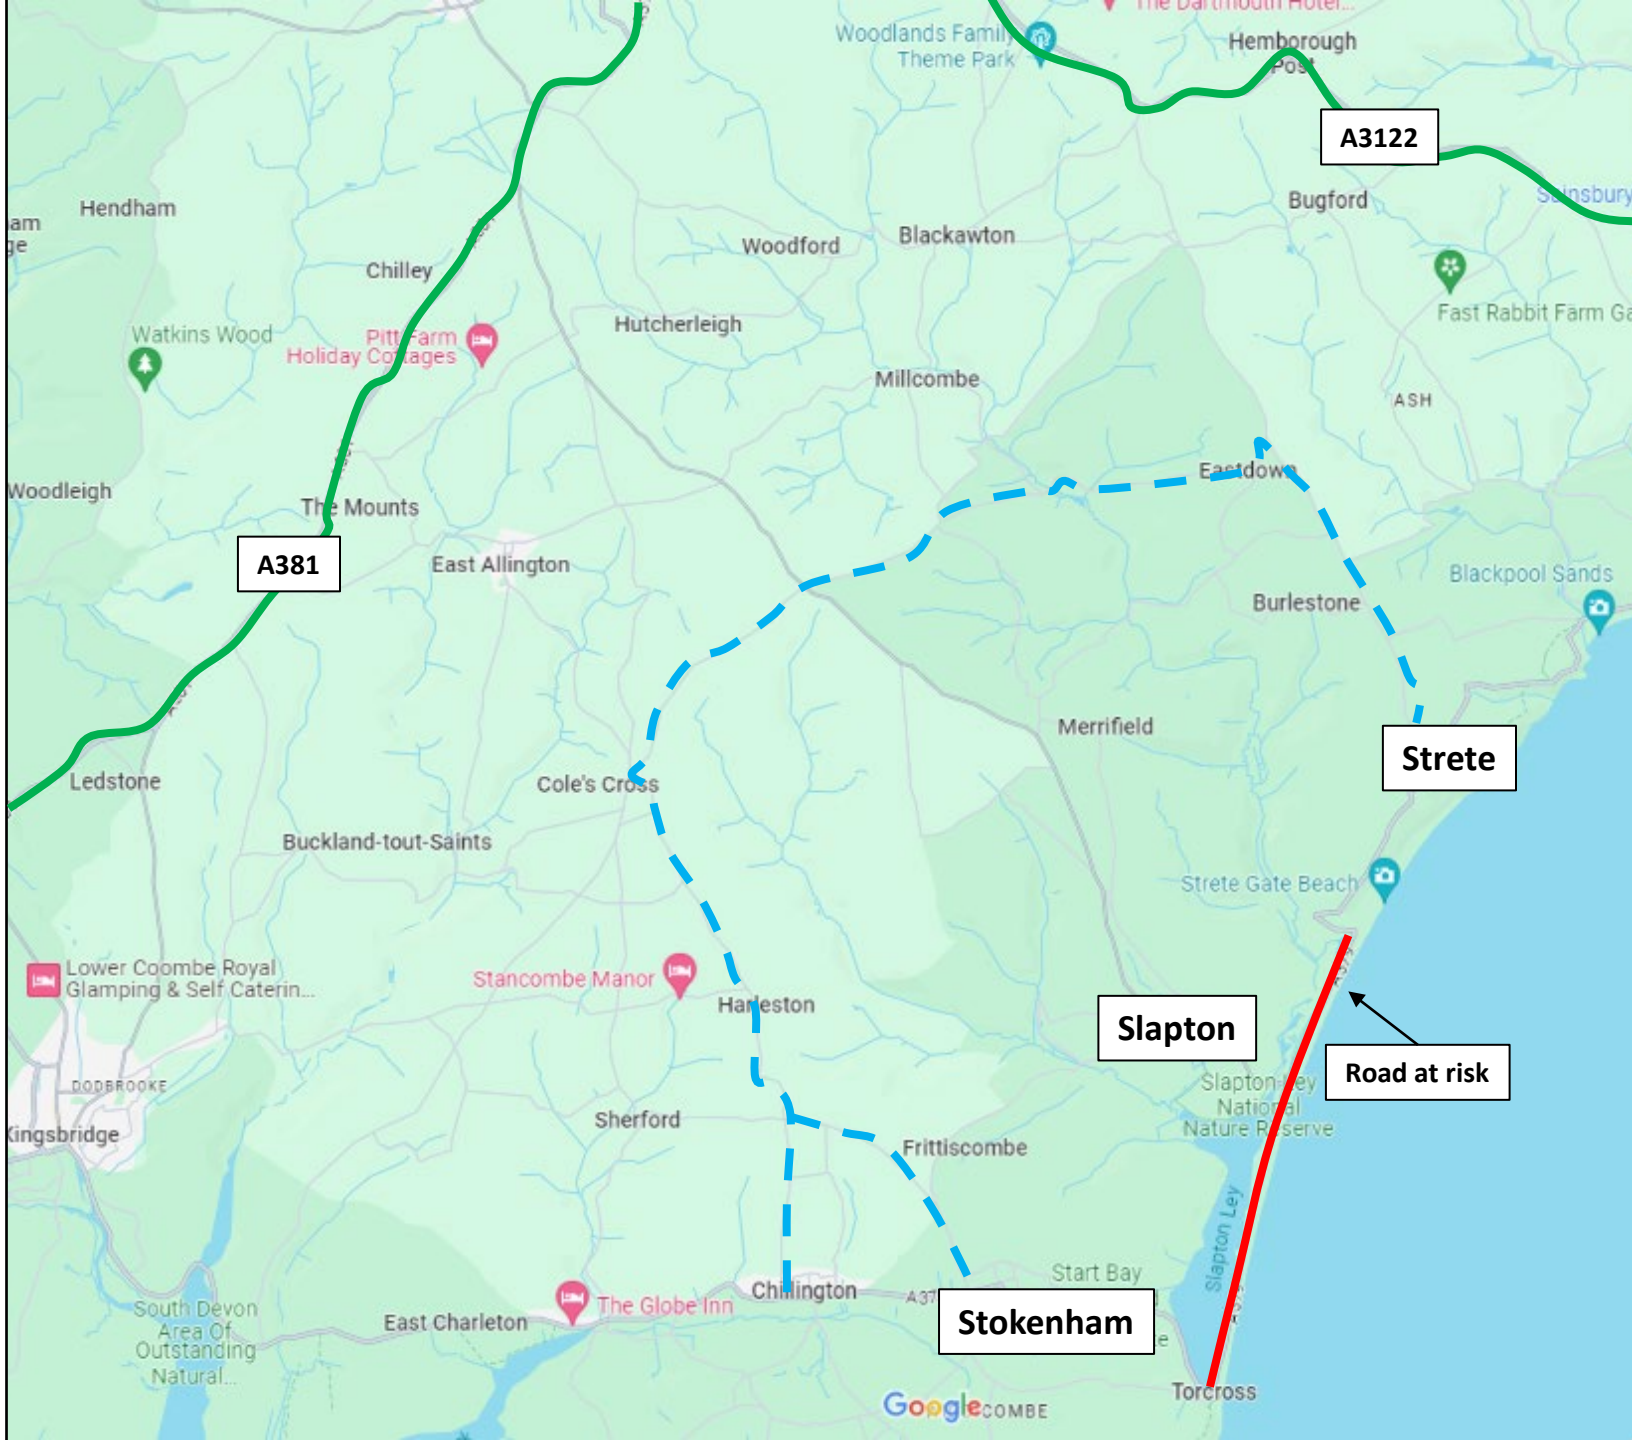 The Dartmouth Hotel...
Woodlands Family
Theme Park
Hemborough
Post
A3122
Hendham
Bugford
Sainsbury
Woodford
Blackawton
Chilley
Hutcherleigh
Fast Rabbit Farm Ga
Watkins Wood
Pitt Farm
Holiday Cottages
Millcombe
ASH
Woodleigh
The Mounts
Eastdown
A381
East Allington
Blackpool Sands
Burlestone
Merrifield
Strete
Ledstone
Cole's Cross
Buckland-tout-Saints
Strete Gate Beach
Lower Coombe Royal
Glamping & Self Caterin...
Stancombe Manor
A379
Harleston
Slapton
Road at risk
DODBROOKE
Slapton Ley
National
Nature Reserve
Sherford
Kingsbridge
Frittiscombe
Slapton Ley
Start Bay
Chillington
A37
The Globe Inn
South Devon
Area Of
Outstanding
Natural...
East Charleton
Stokenham
A379
Torcross
Google
COMBE